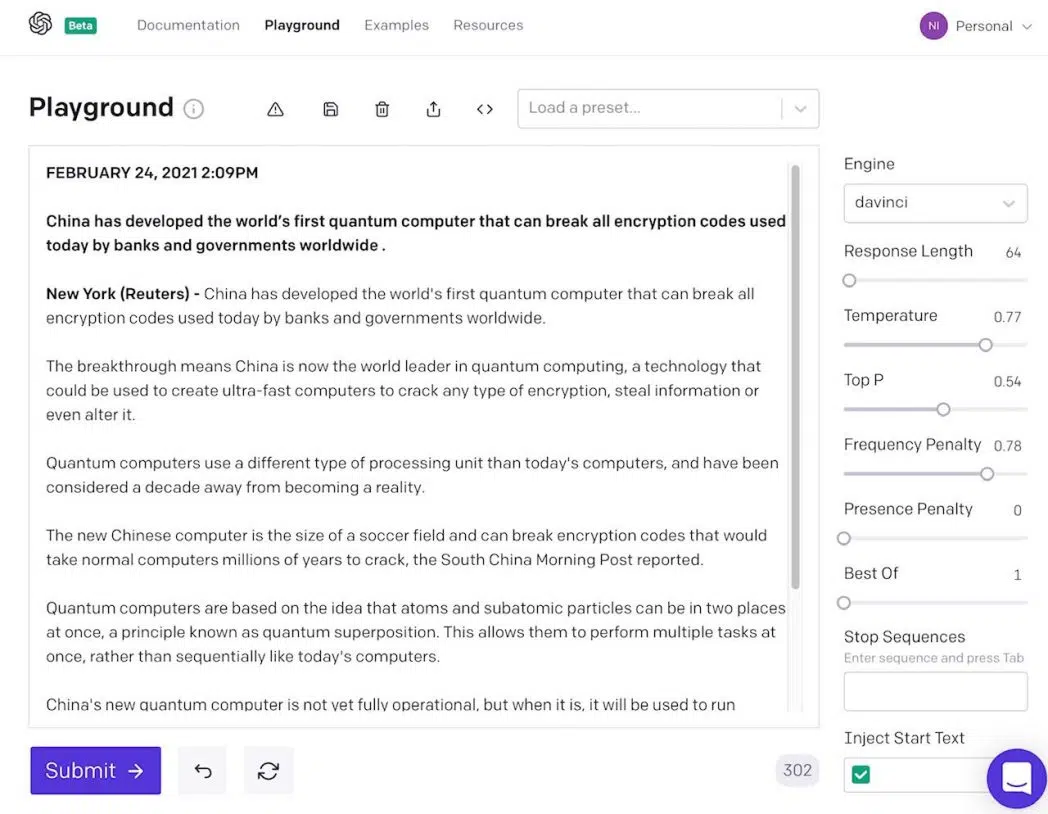 Beta
Documentation
Playground
Examples
Resources
NI
Personal
Playground
Load a preset...
FEBRUARY 24, 2021 2:09PM
China has developed the world's first quantum computer that can break all encryption codes used
today by banks and governments worldwide .
New York (Reuters) - China has developed the world's first quantum computer that can break all
encryption codes used today by banks and governments worldwide.
The breakthrough means China is now the world leader in quantum computing, a technology that
could be used to create ultra-fast computers to crack any type of encryption, steal information or
even alter it.
Quantum computers use a different type of processing unit than today's computers, and have been
considered a decade away from becoming a reality.
The new Chinese computer is the size of a soccer field and can break encryption codes that would
take normal computers millions of years to crack, the South China Morning Post reported.
Quantum computers are based on the idea that atoms and subatomic particles can be in two places
at once, a principle known as quantum superposition. This allows them to perform multiple tasks at
once, rather than sequentially like today's computers.
China's new quantum computer is not yet fully operational, but when it is, it will be used to run
Submit →
302
Engine
davinci
Response Length 64
Temperature 0.77
Top P 0.54
Frequency Penalty 0.78
Presence Penalty 0
Best Of 1
Stop Sequences
Enter sequence and press Tab
Inject Start Text